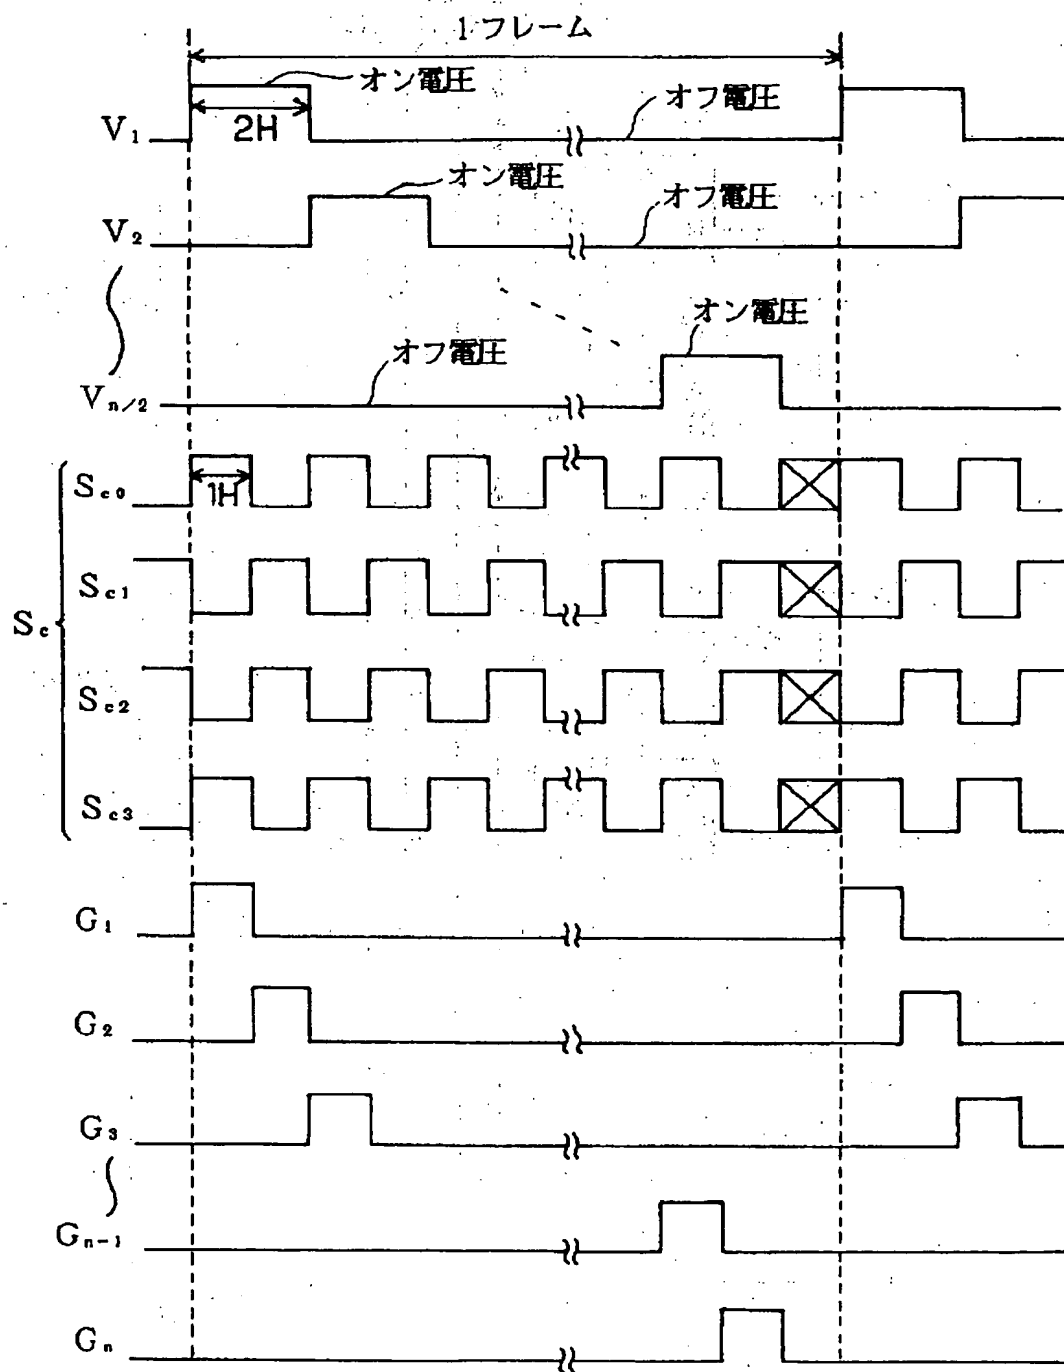 1フレーム
オン電圧
2H
オフ電圧
V₁
オン電圧
オフ電圧
V₂
オン電圧
オフ電圧
Vₙ/₂
Sc0
1H
Sc1
Sc
Sc2
Sc3
G₁
G₂
G₃
Gₙ₋₁
Gₙ